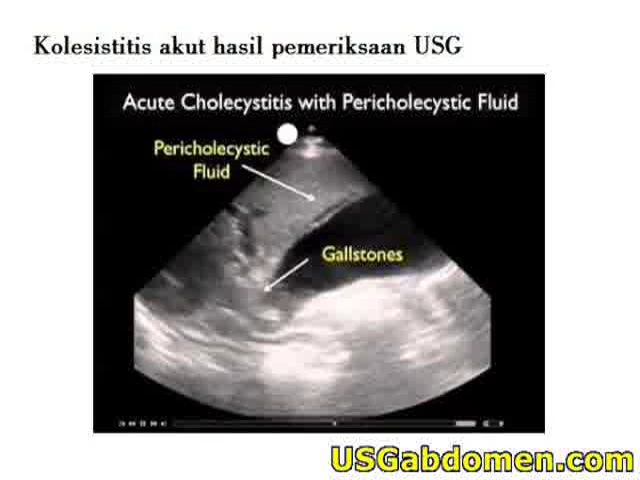 Kolesistitis akut hasil pemeriksaan USG
Acute Cholecystitis with Pericholecystic Fluid
Pericholecystic
Fluid
Gallstones
USGabdomen.com